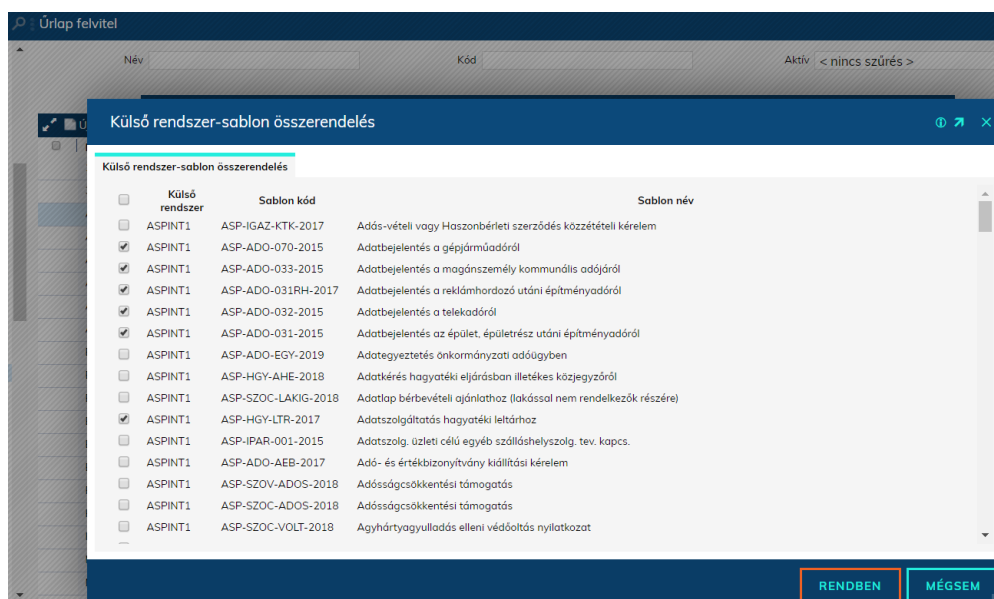 Űrlap felvitel
Név Kód Aktív < nincs szűrés >
Külső rendszer-sablon összerendelés
Külső rendszer-sablon összerendelés
Külső rendszer Sablon kód Sablon név
ASPINT1 ASP-IGAZ-KTK-2017 Adás-vételi vagy Haszonbérleti szerződés közzétételi kérelem
ASPINT1 ASP-ADO-070-2015 Adatbejelentés a gépjárműadóról
ASPINT1 ASP-ADO-033-2015 Adatbejelentés a magánszemély kommunális adójáról
ASPINT1 ASP-ADO-031RH-2017 Adatbejelentés a reklámhordozó utáni építményadóról
ASPINT1 ASP-ADO-032-2015 Adatbejelentés a telekadóról
ASPINT1 ASP-ADO-031-2015 Adatbejelentés az épület, épületrész utáni építményadóról
ASPINT1 ASP-ADO-EGY-2019 Adategyeztetés önkormányzati adóügyben
ASPINT1 ASP-HGY-AHE-2018 Adatkérés hagyatéki eljárásban illetékes közjegyzőről
ASPINT1 ASP-SZOC-LAKIG-2018 Adatlap bérbevételi ajánlathoz (lakással nem rendelkezők részére)
ASPINT1 ASP-HGY-LTR-2017 Adatszolgáltatás hagyatéki leltárhoz
ASPINT1 ASP-IPAR-001-2015 Adatszolg. üzleti célú egyéb szálláshelyszolg. tev. kapcs.
ASPINT1 ASP-ADO-AEB-2017 Adó- és értékbizonyítvány kiállítási kérelem
ASPINT1 ASP-SZOV-ADOS-2018 Adósságcsökkentési támogatás
ASPINT1 ASP-SZOC-ADOS-2018 Adósságcsökkentési támogatás
ASPINT1 ASP-SZOC-VOLT-2018 Agyhártyagyulladás elleni védőoltás nyilatkozat
RENDBEN MÉGSEM